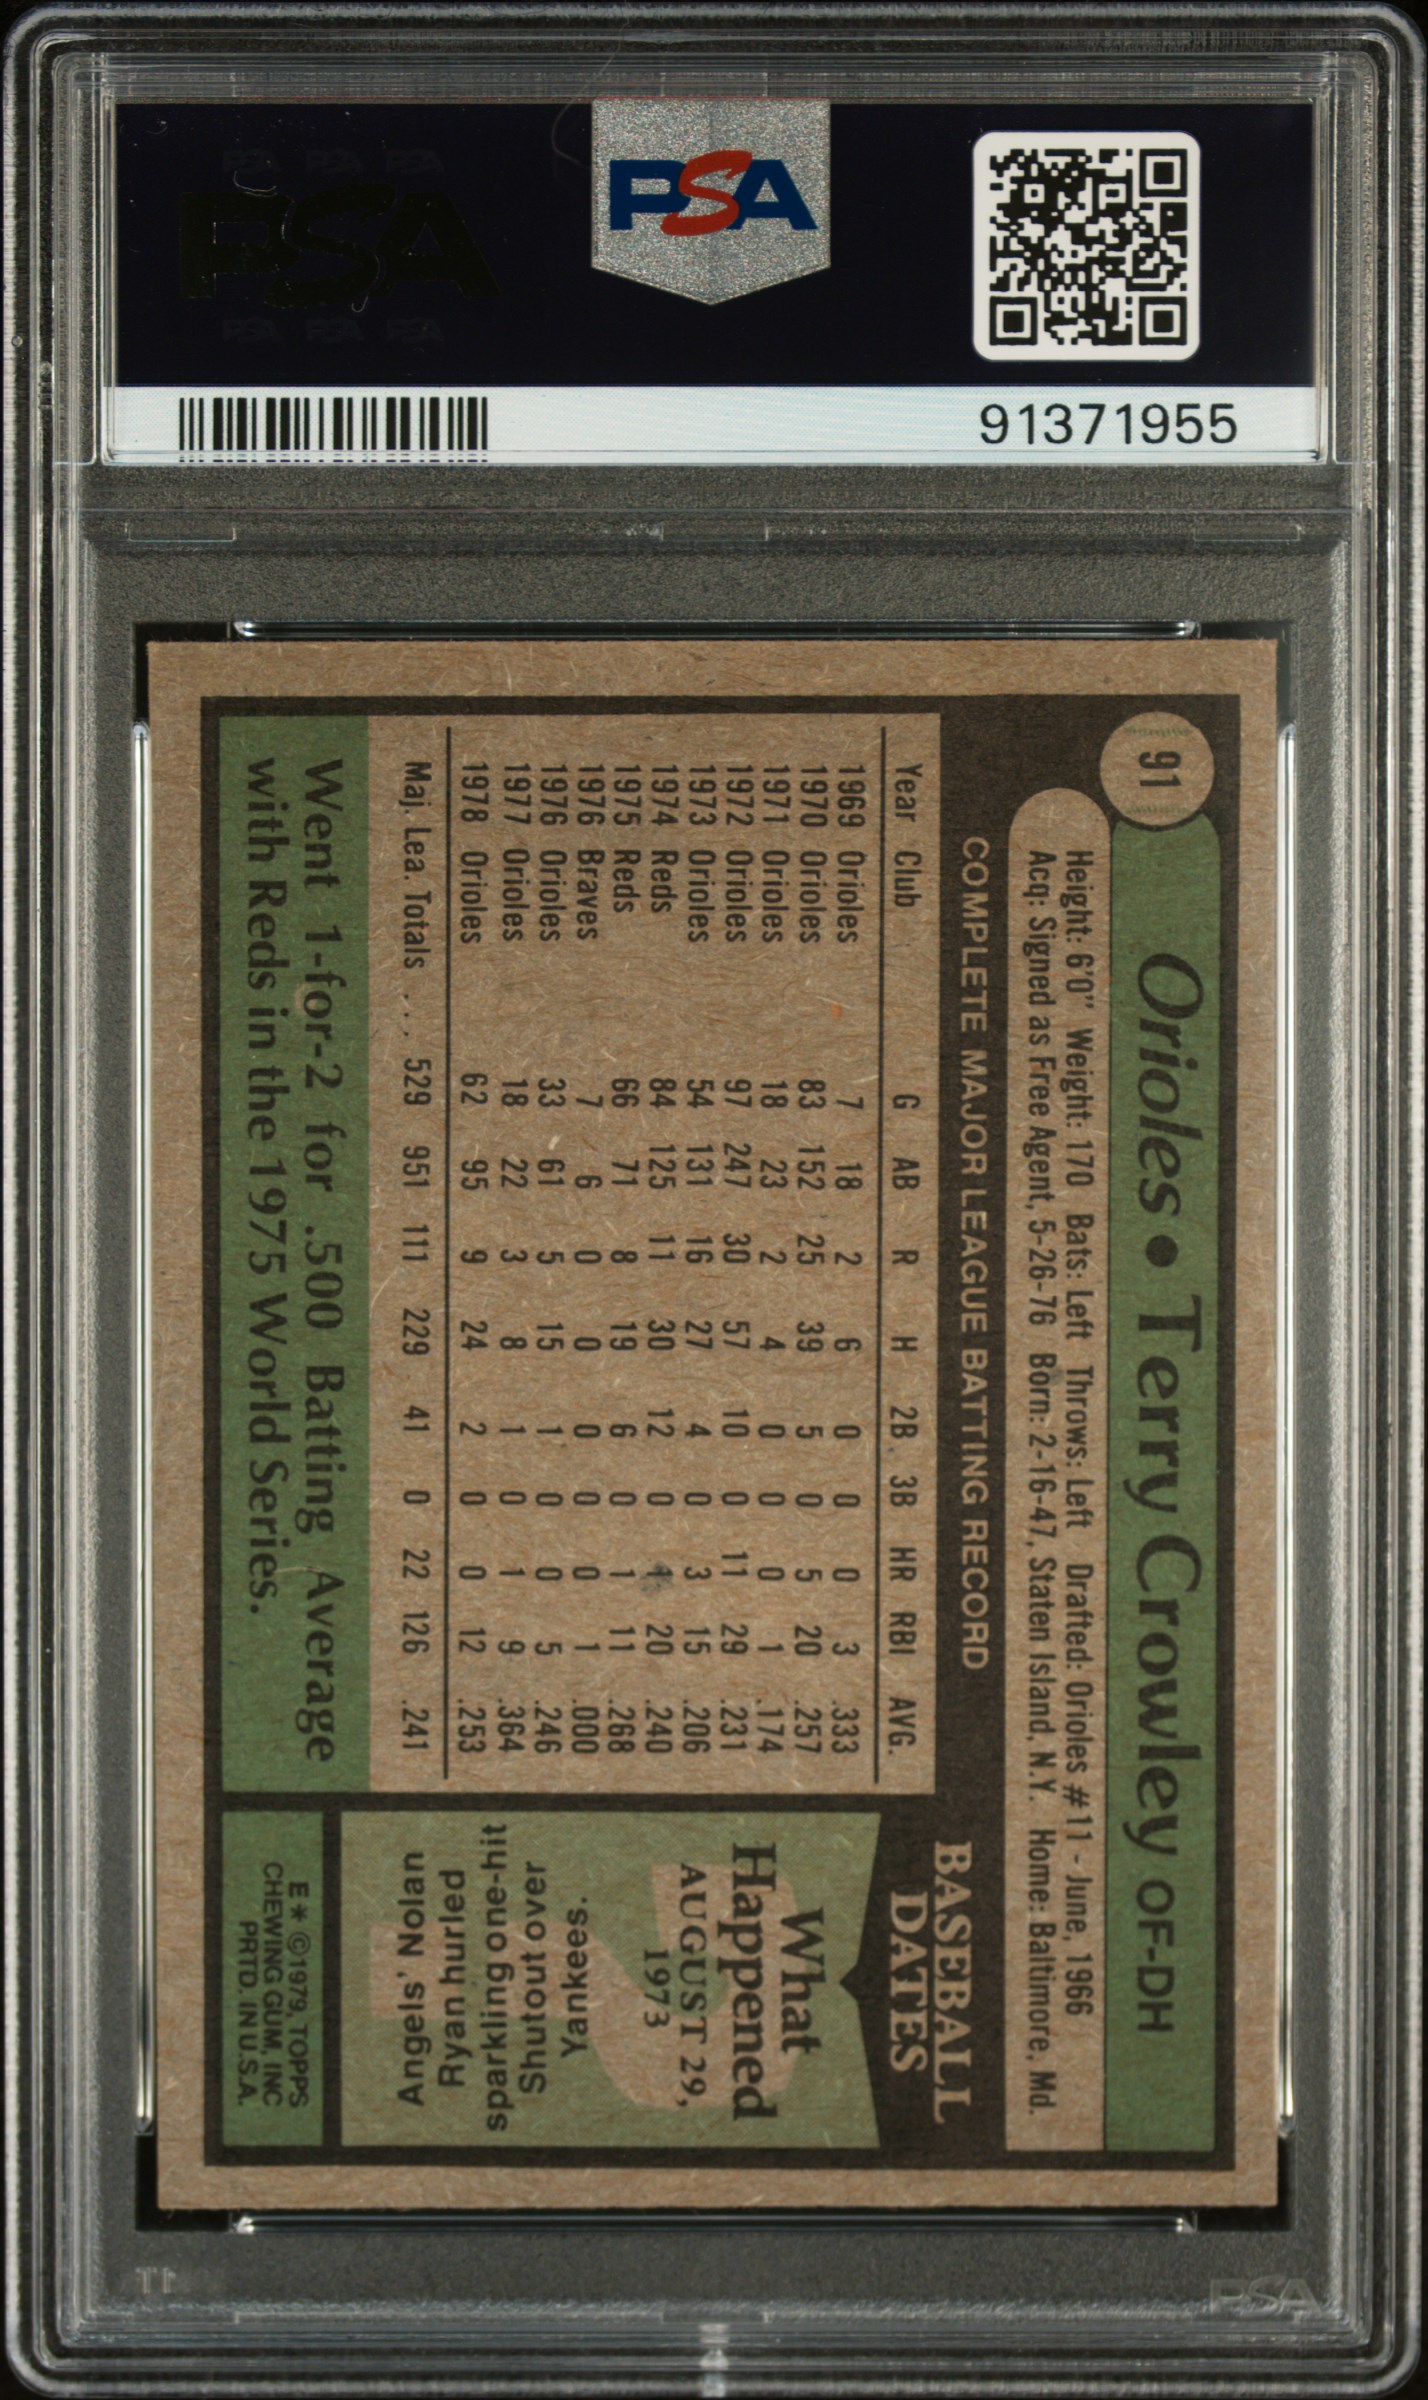 PSA PSA PSA
PSA
PSA PSA PSA
PSA
91371955
91
Orioles • Terry Crowley OF-DH
Height: 6'0" Weight: 170 Bats: Left Throws: Left Drafted: Orioles #11 - June, 1966
Acq: Signed as Free Agent, 5-26-76 Born: 2-16-47, Staten Island, N.Y. Home: Baltimore, Md.
COMPLETE MAJOR LEAGUE BATTING RECORD
Year Club G AB R H 2B. 3B HR RBI AVG.
1969 Orioles 7 18 2 6 0 0 0 3 .333
1970 Orioles 83 152 25 39 5 0 5 20 .257
1971 Orioles 18 23 2 4 0 0 0 1 .174
1972 Orioles 97 247 30 57 10 0 11 29 .231
1973 Orioles 54 131 16 27 4 0 3 15 .206
1974 Reds 84 125 11 30 12 0 1 20 .240
1975 Reds 66 71 8 19 6 0 1 11 .268
1976 Braves 7 6 0 0 0 0 0 1 .000
1976 Orioles 33 61 5 15 1 0 0 5 .246
1977 Orioles 18 22 3 8 1 0 1 9 .364
1978 Orioles 62 95 9 24 2 0 0 12 .253
Maj. Lea. Totals . . . 529 951 111 229 41 0 22 126 .241
Went 1-for-2 for .500 Batting Average
with Reds in the 1975 World Series.
BASEBALL
DATES
What
Happened
AUGUST 29,
1973
Angels' Nolan
Ryan hurled
sparkling one-hit
Shutout over
Yankees.
E * ©1979, TOPPS
CHEWING GUM, INC
PRTD. IN U.S.A.
PSA